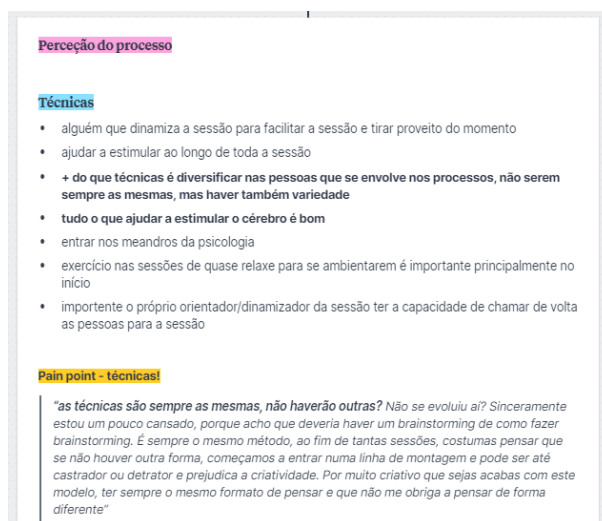 Perceção do processo
Técnicas
• alguém que dinamiza a sessão para facilitar a sessão e tirar proveito do momento
• ajudar a estimular ao longo de toda a sessão
• + do que técnicas é diversificar nas pessoas que se envolve nos processos, não serem
sempre as mesmas, mas haver também variedade
• tudo o que ajudar a estimular o cérebro é bom
• entrar nos meandros da psicologia
• exercício nas sessões de quase relaxe para se ambientarem é importante principalmente no
início
• importente o próprio orientador/dinamizador da sessão ter a capacidade de chamar de volta
as pessoas para a sessão
Pain point - técnicas!
"as técnicas são sempre as mesmas, não haverão outras? Não se evoluiu aí? Sinceramente
estou um pouco cansado, porque acho que deveria haver um brainstorming de como fazer
brainstorming. É sempre o mesmo método, ao fim de tantas sessões, costumas pensar que
se não houver outra forma, começamos a entrar numa linha de montagem e pode ser até
castrador ou detrator e prejudica a criatividade. Por muito criativo que sejas acabas com este
modelo, ter sempre o mesmo formato de pensar e que não me obriga a pensar de forma
diferente"